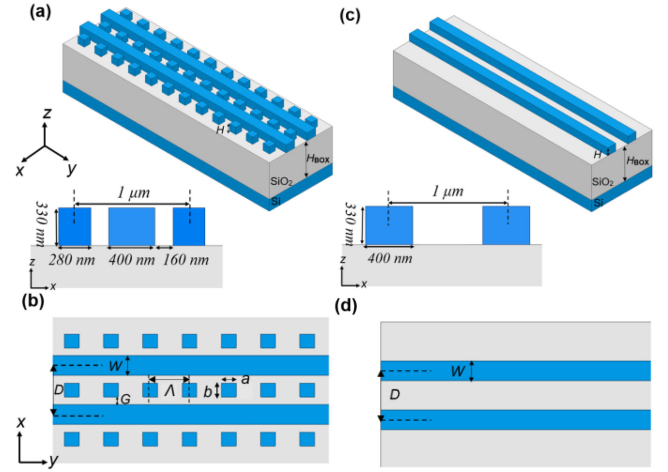 (a)
H
H_BOX
SiO₂
Si
z
x
y
1 μm
330 nm
280 nm
400 nm
160 nm
z
x
(b)
W
D
G
Λ
b
a
x
y
(c)
H
H_BOX
SiO₂
Si
1 μm
330 nm
400 nm
z
x
(d)
W
D